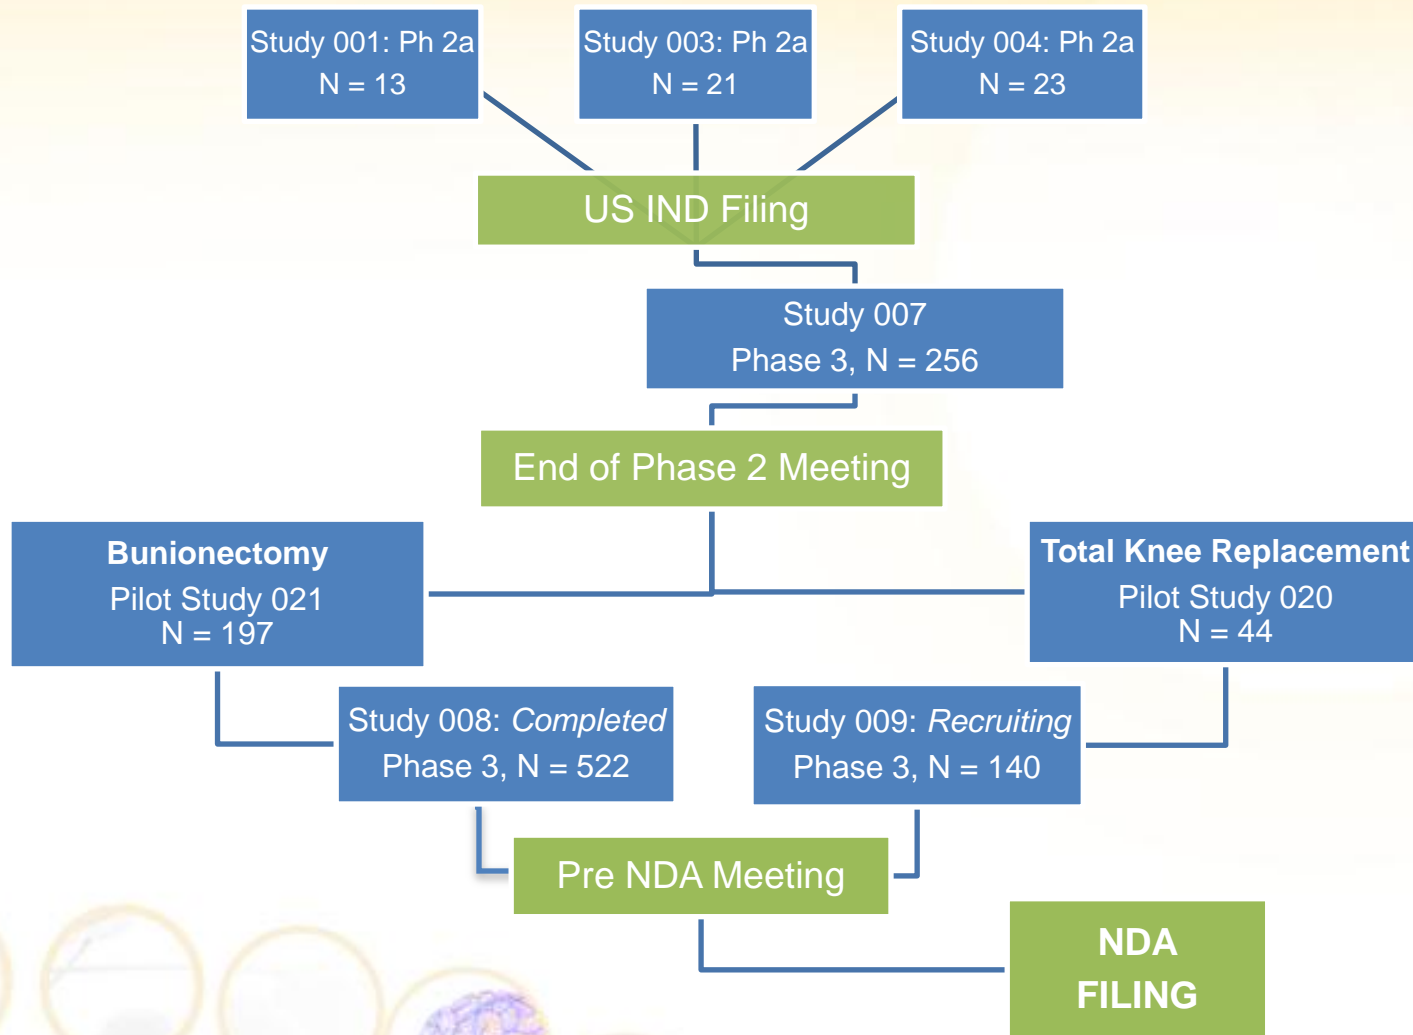 Study 001: Ph 2a
N = 13
Study 003: Ph 2a
N = 21
Study 004: Ph 2a
N = 23
US IND Filing
Study 007
Phase 3, N = 256
End of Phase 2 Meeting
Bunionectomy
Pilot Study 021
N = 197
Total Knee Replacement
Pilot Study 020
N = 44
Study 008: Completed
Phase 3, N = 522
Study 009: Recruiting
Phase 3, N = 140
Pre NDA Meeting
NDA
FILING